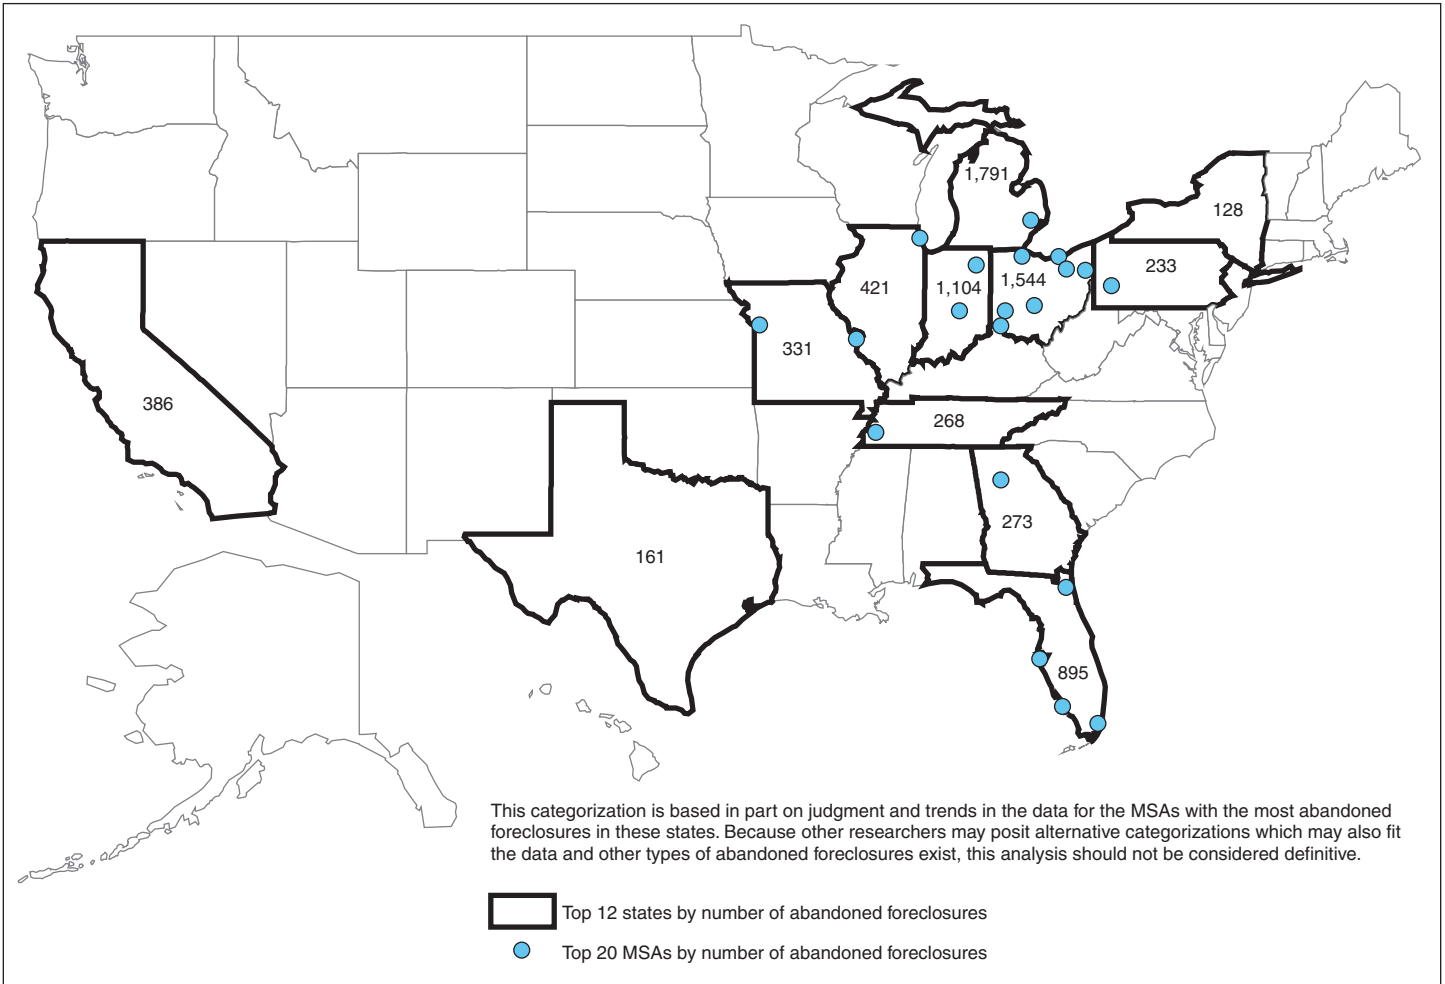 1,791
128
233
421
1,104
1,544
331
386
268
273
161
895
This categorization is based in part on judgment and trends in the data for the MSAs with the most abandoned
foreclosures in these states. Because other researchers may posit alternative categorizations which may also fit
the data and other types of abandoned foreclosures exist, this analysis should not be considered definitive.
Top 12 states by number of abandoned foreclosures
Top 20 MSAs by number of abandoned foreclosures